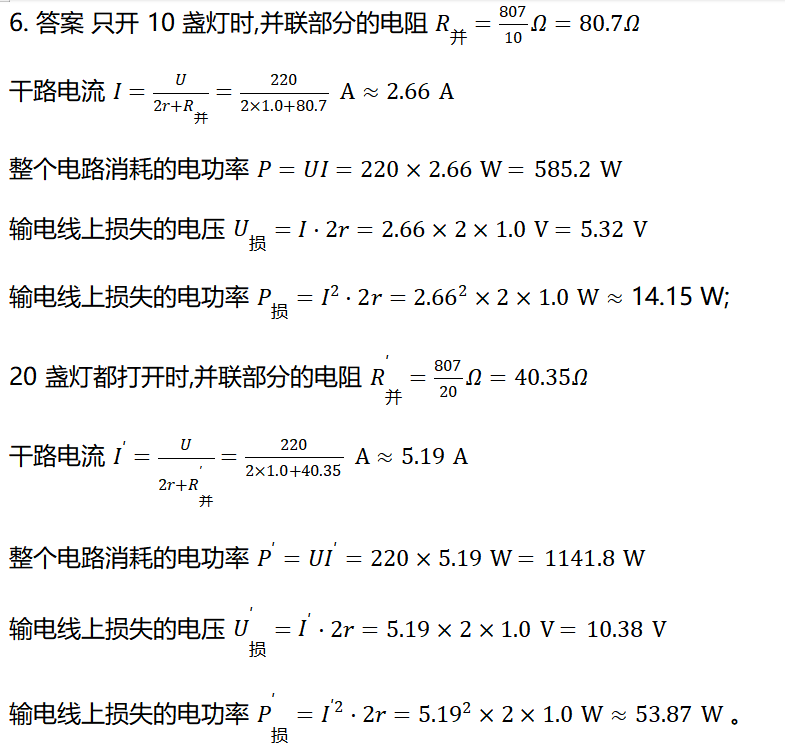 6. 答案 只开 10 盏灯时,并联部分的电阻 R并 = 807/10 Ω = 80.7Ω
干路电流 I = U/(2r+R并) = 220/(2×1.0+80.7) A ≈ 2.66 A
整个电路消耗的电功率 P = UI = 220 × 2.66 W = 585.2 W
输电线上损失的电压 U损 = I · 2r = 2.66 × 2 × 1.0 V = 5.32 V
输电线上损失的电功率 P损 = I² · 2r = 2.66² × 2 × 1.0 W ≈ 14.15 W;
20 盏灯都打开时,并联部分的电阻 R并′ = 807/20 Ω = 40.35Ω
干路电流 I′ = U/(2r+R并′) = 220/(2×1.0+40.35) A ≈ 5.19 A
整个电路消耗的电功率 P′ = UI′ = 220 × 5.19 W = 1141.8 W
输电线上损失的电压 U损′ = I′ · 2r = 5.19 × 2 × 1.0 V = 10.38 V
输电线上损失的电功率 P损′ = I′² · 2r = 5.19² × 2 × 1.0 W ≈ 53.87 W 。